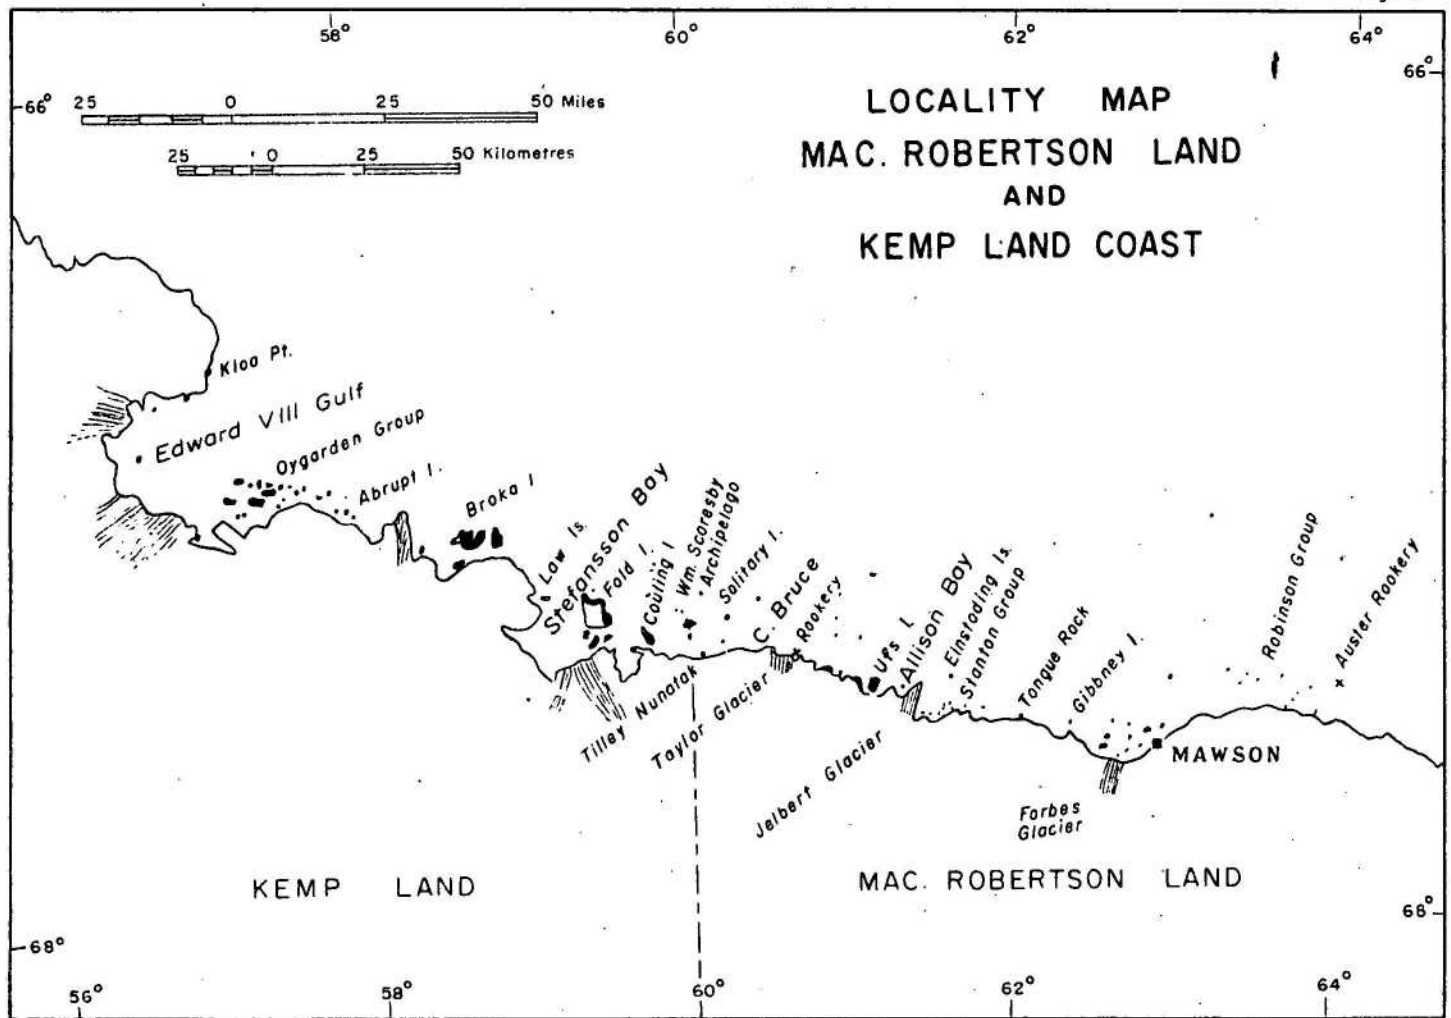 58° 60° 62° 64°
66° 66°
25 0 25 50 Miles
25 0 25 50 Kilometres
LOCALITY MAP
MAC. ROBERTSON LAND
AND
KEMP LAND COAST
Kloa Pt.
Edward VIII Gulf
Oygarden Group
Abrupt I.
Broka I
Law Is.
Stefansson Bay
Fold I.
Couling I
Wm. Scoresby
Archipelago
Solitary I.
C. Bruce
Rookery
Ufs I.
Allison Bay
Einstoding Is.
Stanton Group
Tongue Rock
Gibbney I.
Robinson Group
Auster Rookery
Tilley Nunatak
Taylor Glacier
Jelbert Glacier
Forbes
Glacier
MAWSON
KEMP LAND
MAC. ROBERTSON LAND
68° 68°
56° 58° 60° 62° 64°